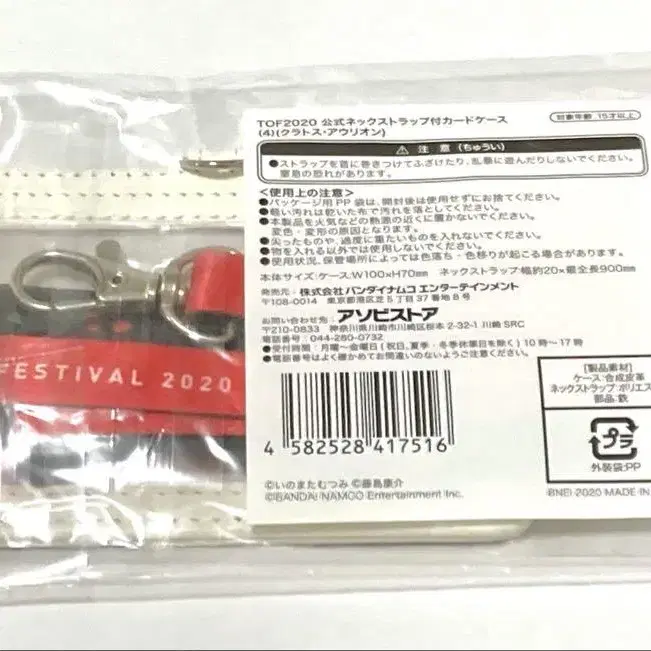 TOF2020 公式ネックストラップ付カードケース
(4)(クラトス・アウリオン)
対象年齢 15才以上
注 意 (ちゅうい)
●ストラップを首に巻きつけてふざけたり、乱暴に遊んだりしないでください。
窒息の恐れがあります。
<使用上の注意>
●パッケージ用PP袋は、開封後は使用せずにお捨てください。
●軽い汚れは乾いた布で汚れを落としてください。
●本製品を火気などの熱源の近くに置かないでください。
変色・変形の原因となります。
●尖ったものや、過度に重たいものを入れないでください。
●物を入れる以外では使用しないでください。
●使用状況、保管場所によっては色落ち・色移りが起こる場合があります。
本体サイズ:ケース:W100×H70mm ネックストラップ:幅約20×最全長900mm
発売元: 株式会社 バンダイナムコ エンターテインメント
〒108-0014 東京都港区芝5丁目37番地8号
お問い合わせ先: アソビストア
〒210-0833 神奈川県川崎市川崎区桜本 2-32-1 川崎 SRC
●電話番号 : 044-280-0732
●受付時間 : 月曜~金曜日(祝日、夏季・冬季休業日を除く) 10時~17時
●電話番号はよく確かめてお間違いのないようご注意ください。
FESTIVAL 2020
4 582528 417516
[製品素材]
ケース:合成皮革
ネックストラップ:ポリエス
部品:鉄
プラ
外装袋:PP
©いのまたむつみ ©藤島康介
©BANDAI NAMCO Entertainment Inc.
BNEI 2020 MADE IN